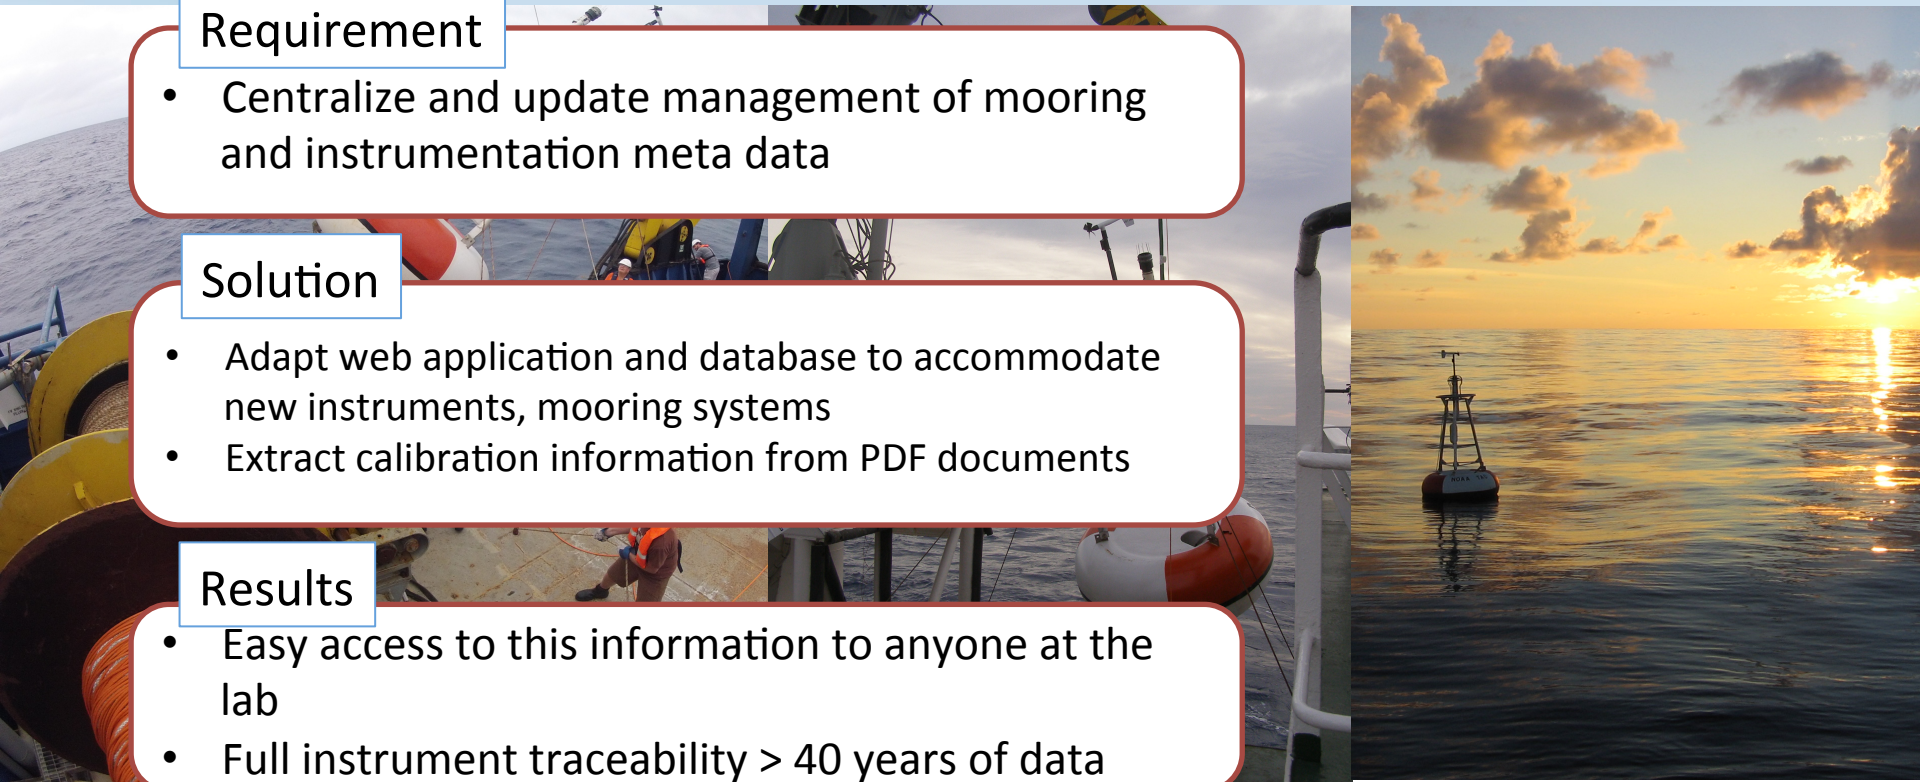 Requirement
• Centralize and update management of mooring
and instrumentation meta data
Solution
• Adapt web application and database to accommodate
new instruments, mooring systems
• Extract calibration information from PDF documents
Results
• Easy access to this information to anyone at the
lab
• Full instrument traceability > 40 years of data